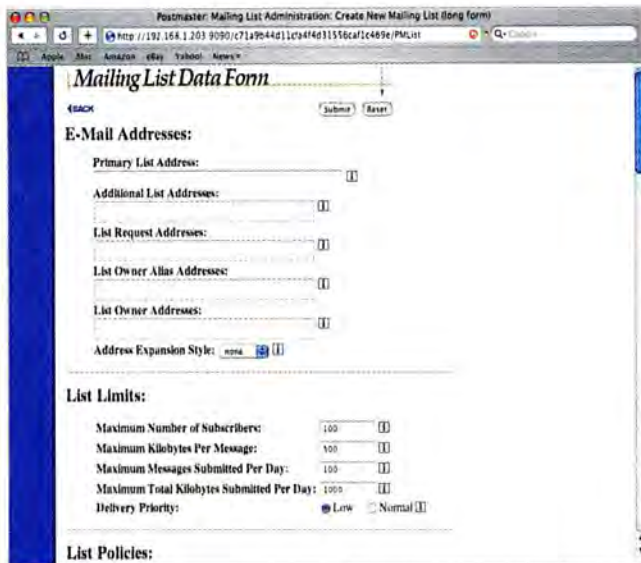 Postmaster: Mailing List Administration: Create New Mailing List (long form)
Apple Mac Amazon eBay Yahoo! News
Mailing List Data Form
BACK
Submit Reset
E-Mail Addresses:
Primary List Address:
Additional List Addresses:
List Request Addresses:
List Owner Alias Addresses:
List Owner Addresses:
Address Expansion Style: none
List Limits:
Maximum Number of Subscribers: 100
Maximum Kilobytes Per Message: 500
Maximum Messages Submitted Per Day: 100
Maximum Total Kilobytes Submitted Per Day: 1000
Delivery Priority: Low Normal
List Policies: